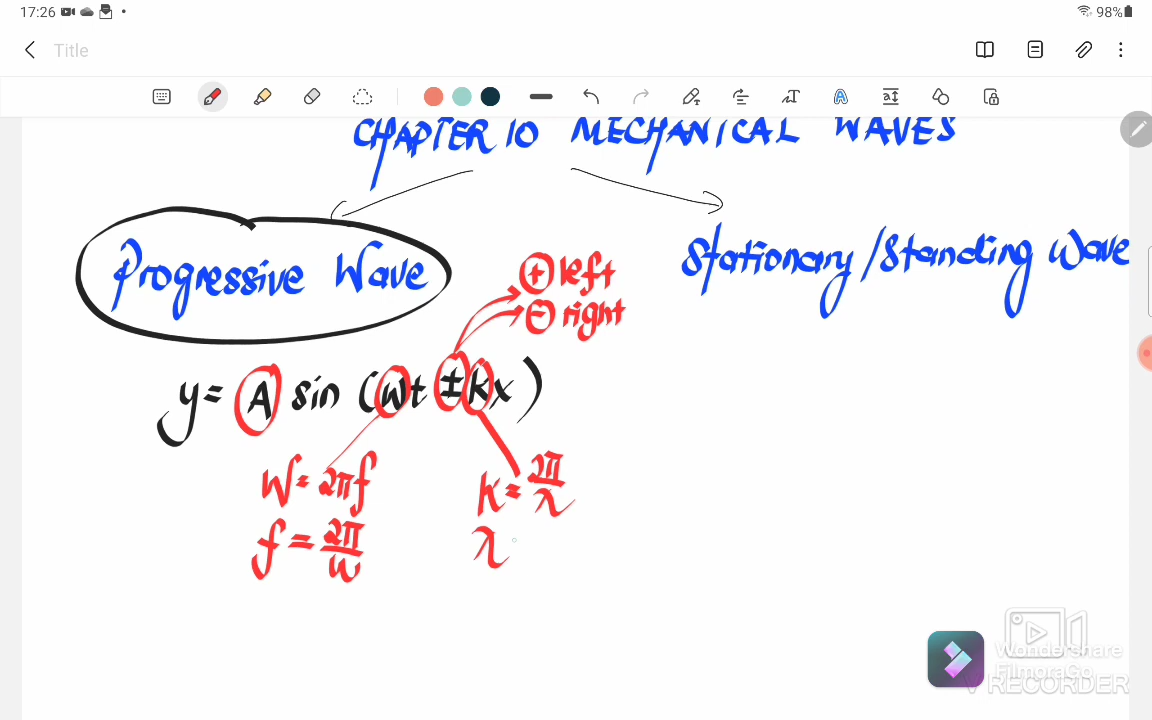 17:26 98%
Title
CHAPTER 10 MECHANICAL WAVES
Progressive Wave
Stationary/Standing Wave
+ left
- right
y = A sin (wt ± kx)
w = 2πf
f = 2π/w
k = 2π/λ
λ
Wondershare
FilmoraGo
V RECORDER